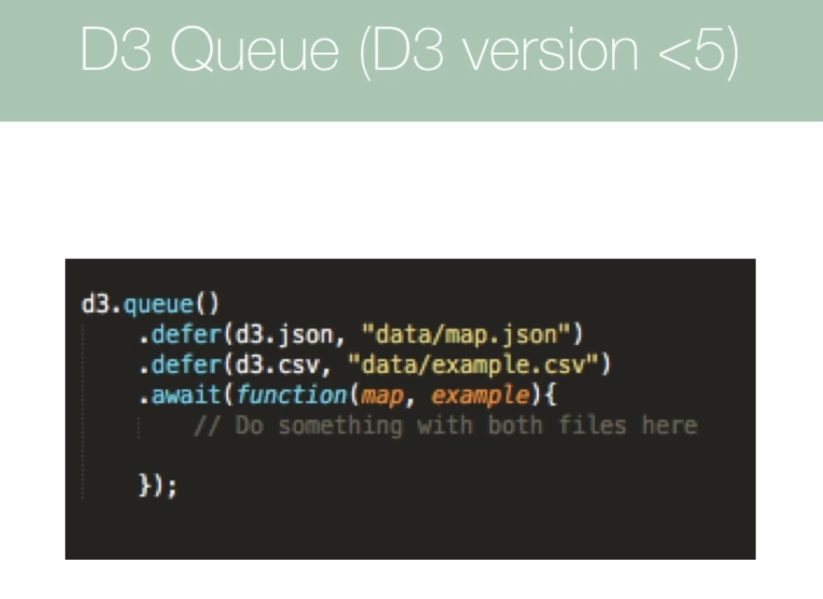 D3 Queue (D3 version <5)
d3.queue()
.defer(d3.json, "data/map.json")
.defer(d3.csv, "data/example.csv")
.await(function(map, example){
// Do something with both files here
});